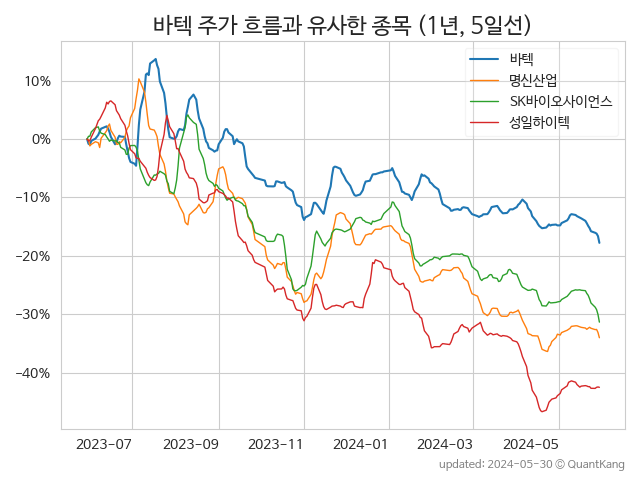 바텍 주가 흐름과 유사한 종목 (1년, 5일선)
바텍
명신산업
SK바이오사이언스
성일하이텍
10%
0%
−10%
−20%
−30%
−40%
2023-07 2023-09 2023-11 2024-01 2024-03 2024-05
updated: 2024-05-30 © QuantKang